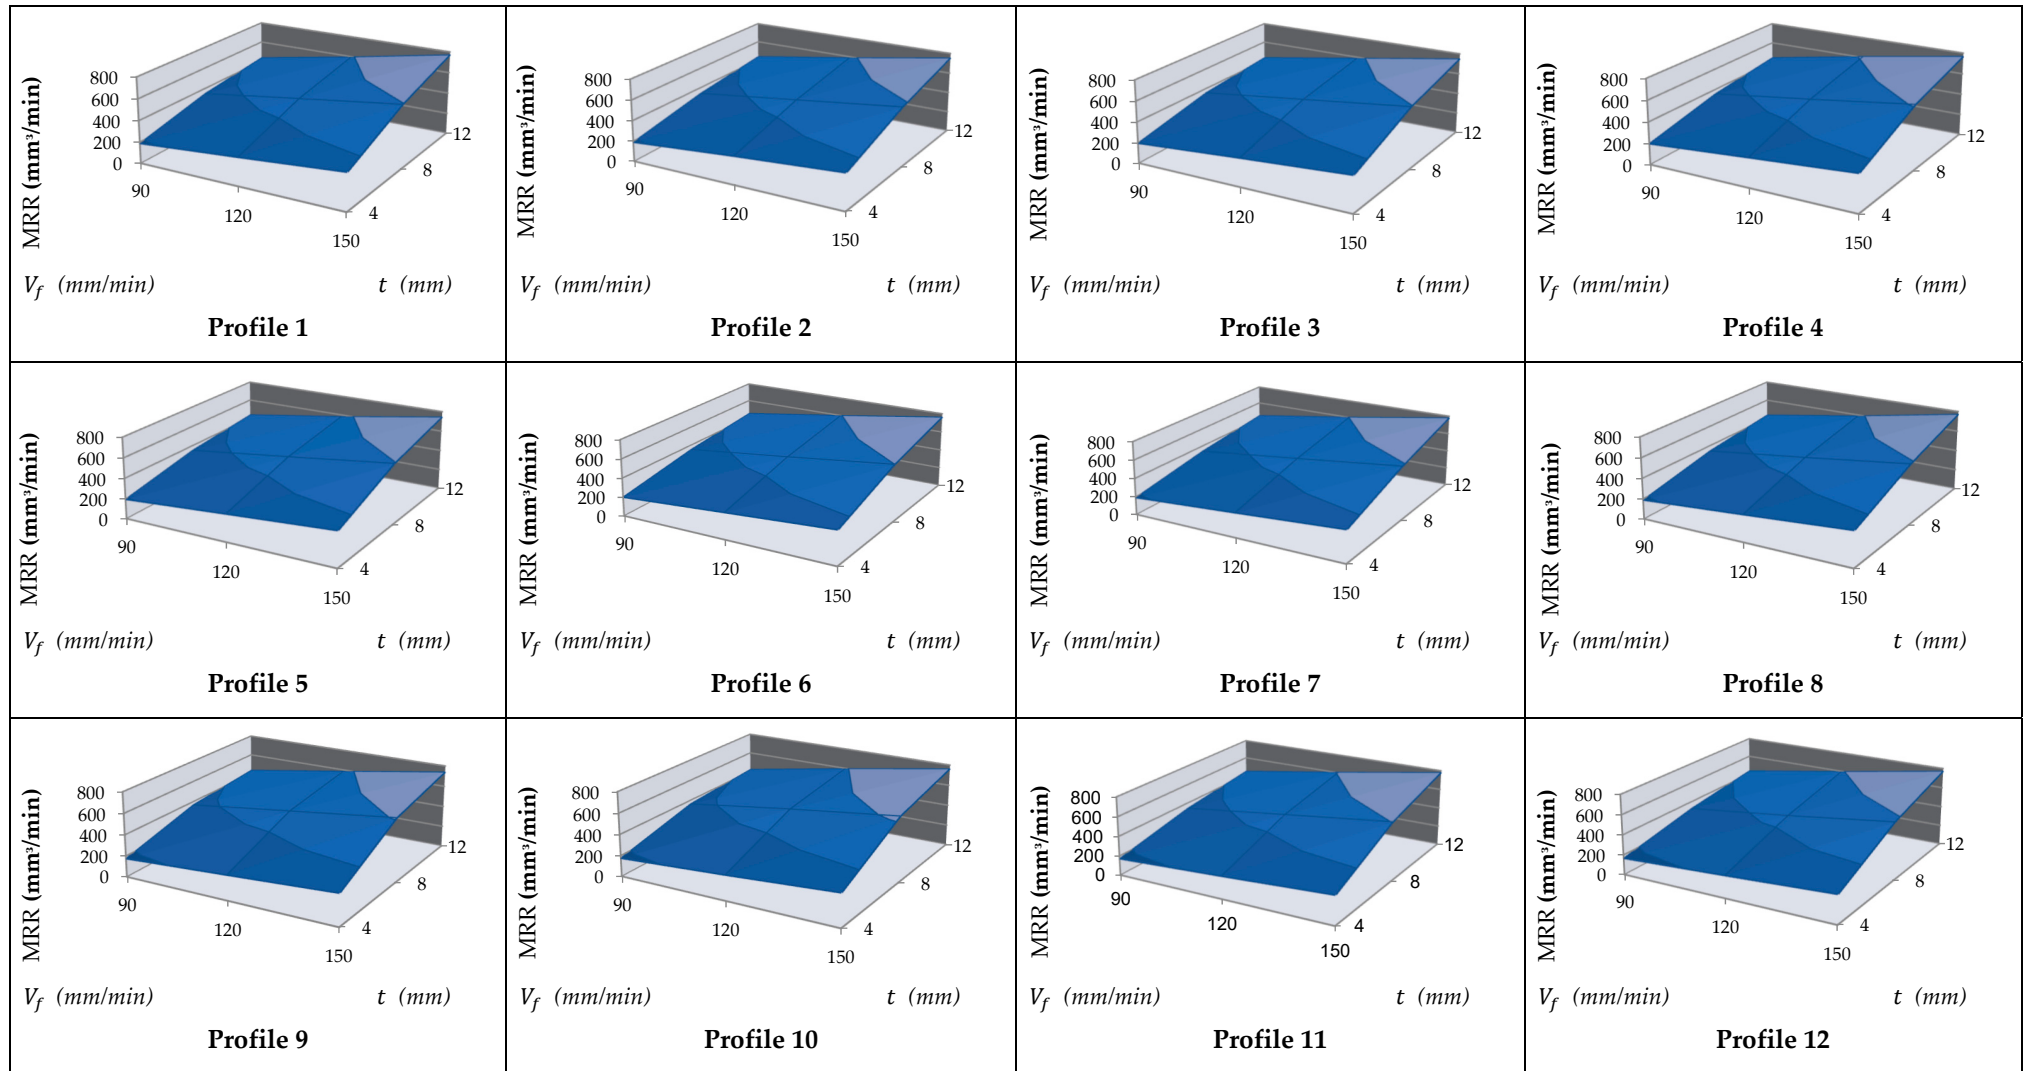 MRR (mm³/min)
800
600
400
200
0
90
120
150
4
8
12
V_f (mm/min)
t (mm)
Profile 1
MRR (mm³/min)
800
600
400
200
0
90
120
150
4
8
12
V_f (mm/min)
t (mm)
Profile 2
MRR (mm³/min)
800
600
400
200
0
90
120
150
4
8
12
V_f (mm/min)
t (mm)
Profile 3
MRR (mm³/min)
800
600
400
200
0
90
120
150
4
8
12
V_f (mm/min)
t (mm)
Profile 4
MRR (mm³/min)
800
600
400
200
0
90
120
150
4
8
12
V_f (mm/min)
t (mm)
Profile 5
MRR (mm³/min)
800
600
400
200
0
90
120
150
4
8
12
V_f (mm/min)
t (mm)
Profile 6
MRR (mm³/min)
800
600
400
200
0
90
120
150
4
8
12
V_f (mm/min)
t (mm)
Profile 7
MRR (mm³/min)
800
600
400
200
0
90
120
150
4
8
12
V_f (mm/min)
t (mm)
Profile 8
MRR (mm³/min)
800
600
400
200
0
90
120
150
4
8
12
V_f (mm/min)
t (mm)
Profile 9
MRR (mm³/min)
800
600
400
200
0
90
120
150
4
8
12
V_f (mm/min)
t (mm)
Profile 10
MRR (mm³/min)
800
600
400
200
0
90
120
150
4
8
12
V_f (mm/min)
t (mm)
Profile 11
MRR (mm³/min)
800
600
400
200
0
90
120
150
4
8
12
V_f (mm/min)
t (mm)
Profile 12